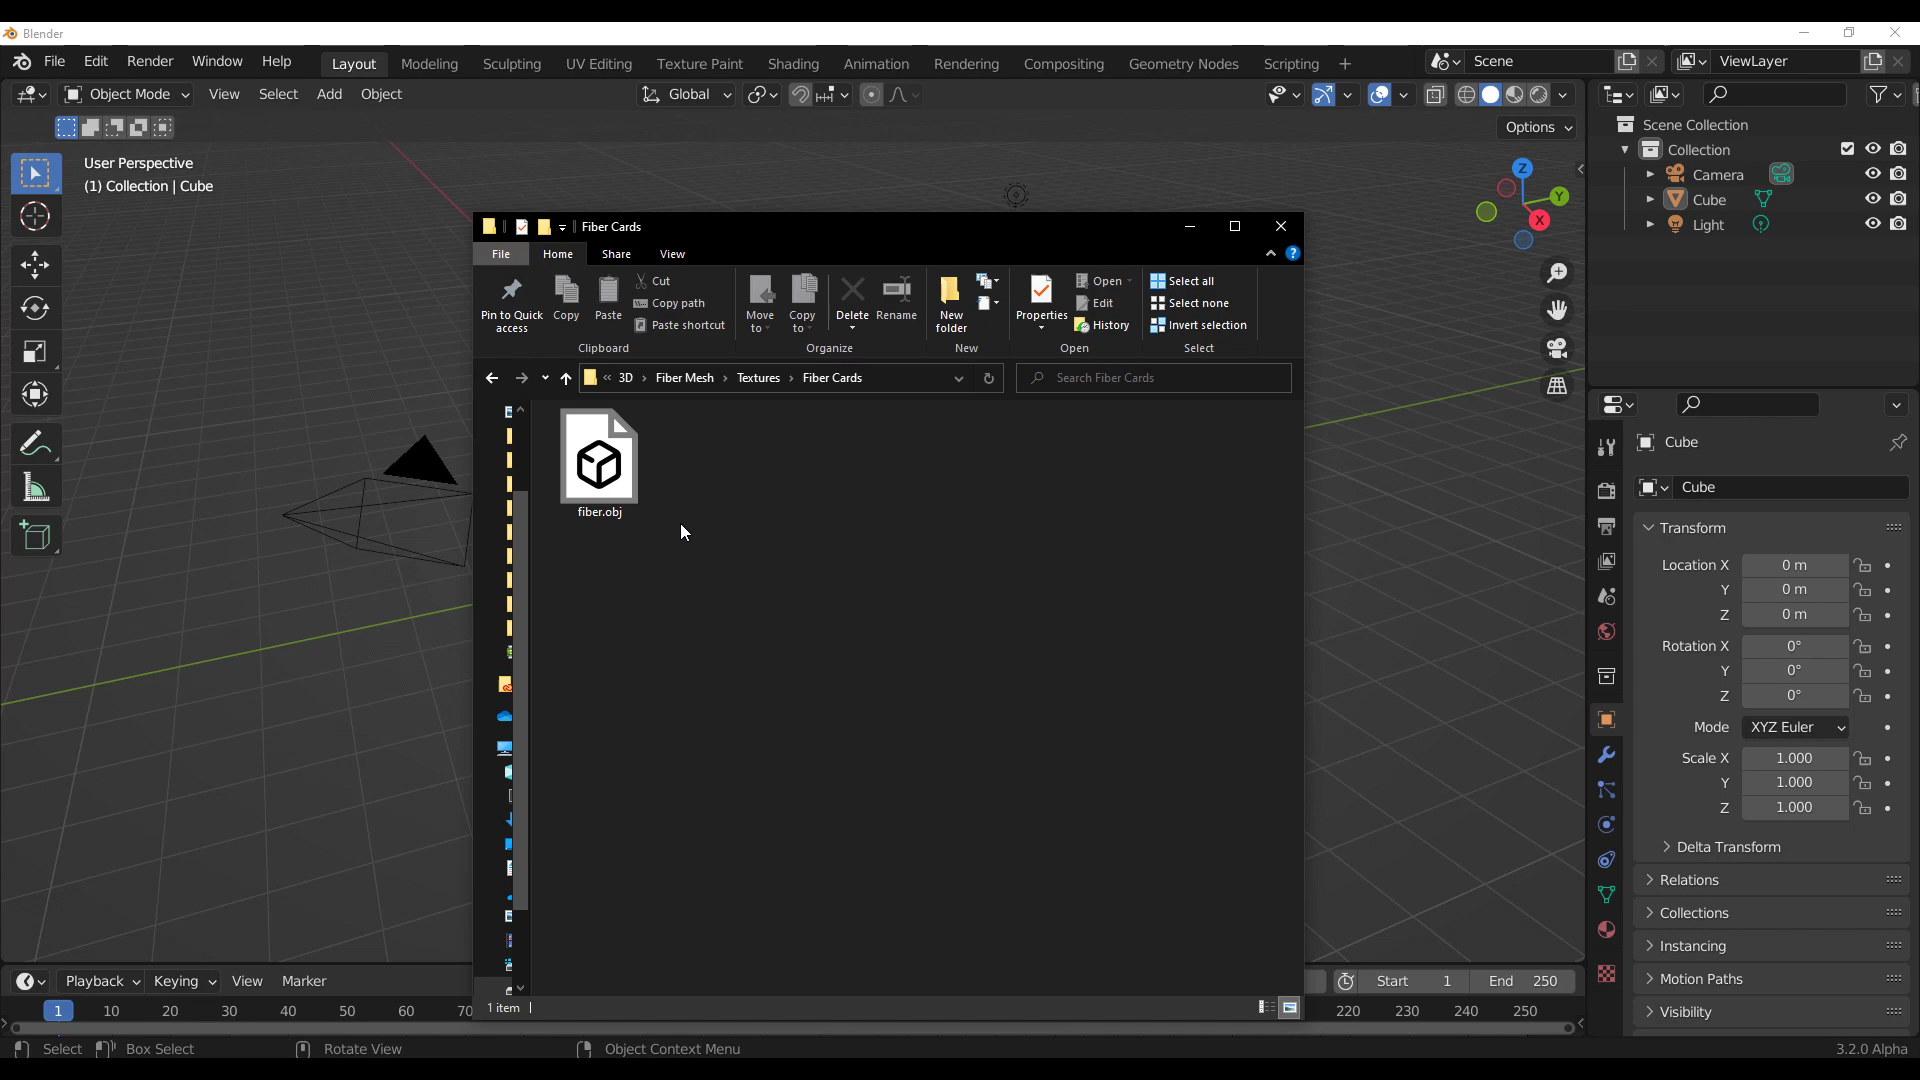 Blender
File Edit Render Window Help Layout Modeling Sculpting UV Editing Texture Paint Shading Animation Rendering Compositing Geometry Nodes Scripting + Scene ViewLayer
Object Mode View Select Add Object Global
Options
User Perspective
(1) Collection | Cube
Z
Y
X
Scene Collection
Collection
Camera
Cube
Light
Fiber Cards
File Home Share View
Pin to Quick access
Copy
Paste
Cut
Copy path
Paste shortcut
Clipboard
Move to
Copy to
Delete
Rename
Organize
New folder
New
Properties
Open
Edit
History
Open
Select all
Select none
Invert selection
Select
« 3D › Fiber Mesh › Textures › Fiber Cards
Search Fiber Cards
fiber.obj
1 item
Cube
Cube
Transform
Location X 0 m
Y 0 m
Z 0 m
Rotation X 0°
Y 0°
Z 0°
Mode XYZ Euler
Scale X 1.000
Y 1.000
Z 1.000
Delta Transform
Relations
Collections
Instancing
Motion Paths
Visibility
Playback Keying View Marker Start 1 End 250
1 10 20 30 40 50 60 70 220 230 240 250
Select Box Select Rotate View Object Context Menu 3.2.0 Alpha